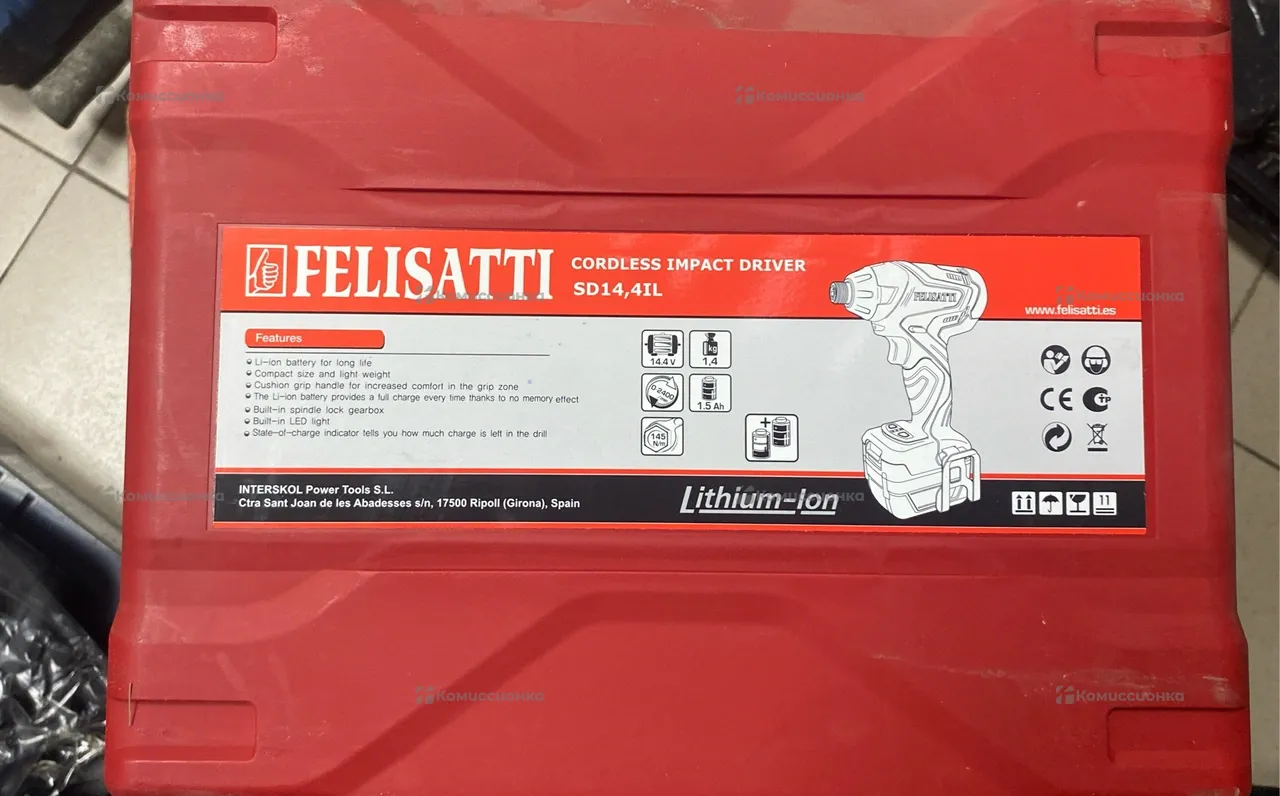 Комиссионка
Комиссионка
FELISATTI
CORDLESS IMPACT DRIVER
SD14,4IL
Комиссионка
Комиссионка
FELISATTI
www.felisatti.es
Features
Li-ion battery for long life
Compact size and light weight
Cushion grip handle for increased comfort in the grip zone
The Li-ion battery provides a full charge every time thanks to no memory effect
Built-in spindle lock gearbox
Built-in LED light
State-of-charge indicator tells you how much charge is left in the drill
14.4 V
kg
1,4
0-2400
1.5 Ah
145
N/m
+
CE
INTERSKOL Power Tools S.L.
Ctra Sant Joan de les Abadesses s/n, 17500 Ripoll (Girona), Spain
Lithium-Ion
11
Комиссионка
Комиссионка
Комиссионка
Комиссионка